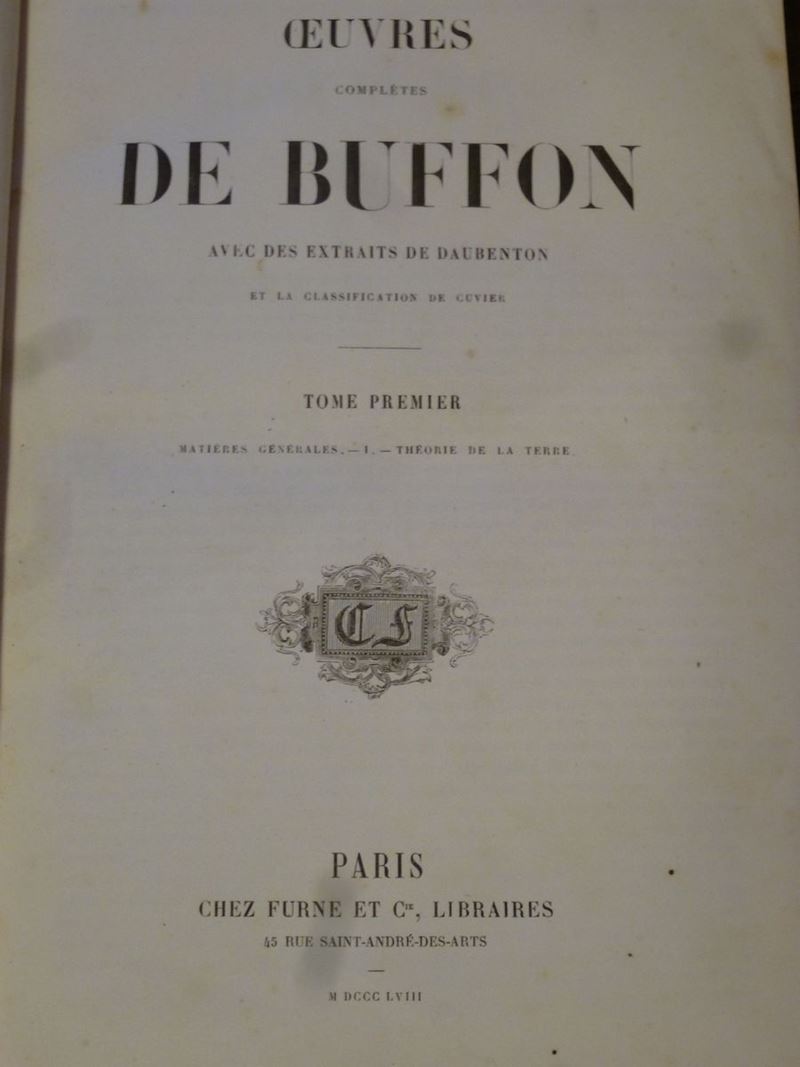 ŒUVRES
COMPLÈTES
DE BUFFON
AVEC DES EXTRAITS DE DAUBENTON
ET LA CLASSIFICATION DE CUVIER
TOME PREMIER
MATIÈRES GÉNÉRALES. — I. — THÉORIE DE LA TERRE
C F
PARIS
CHEZ FURNE ET Cie, LIBRAIRES
45 RUE SAINT-ANDRÉ-DES-ARTS
M DCCC LVIII